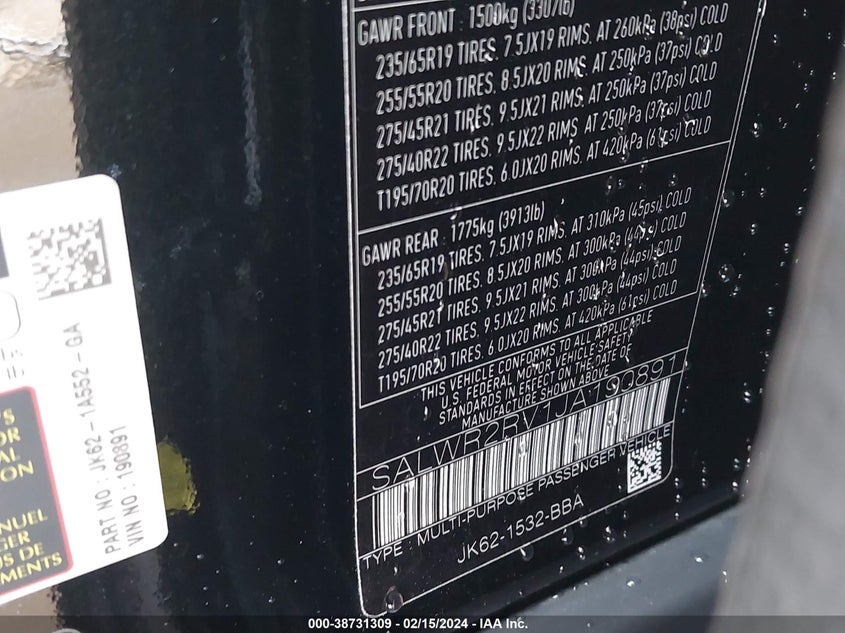 GAWR FRONT : 1500kg (3307lb)
235/65R19 TIRES. 7.5JX19 RIMS. AT 260kPa (38psi) COLD
255/55R20 TIRES. 8.5JX20 RIMS. AT 250kPa (37psi) COLD
275/45R21 TIRES. 9.5JX21 RIMS. AT 250kPa (37psi) COLD
275/40R22 TIRES. 9.5JX22 RIMS. AT 250kPa (37psi) COLD
T195/70R20 TIRES. 6.0JX20 RIMS. AT 420kPa (61psi) COLD
GAWR REAR : 1775kg (3913lb)
235/65R19 TIRES. 7.5JX19 RIMS. AT 310kPa (45psi) COLD
255/55R20 TIRES. 8.5JX20 RIMS. AT 300kPa (44psi) COLD
275/45R21 TIRES. 9.5JX21 RIMS. AT 300kPa (44psi) COLD
275/40R22 TIRES. 9.5JX22 RIMS. AT 300kPa (44psi) COLD
T195/70R20 TIRES. 6.0JX20 RIMS. AT 420kPa (61psi) COLD
THIS VEHICLE CONFORMS TO ALL APPLICABLE
U.S. FEDERAL MOTOR VEHICLE SAFETY
STANDARDS IN EFFECT ON THE DATE OF
MANUFACTURE SHOWN ABOVE
SALWR2RV1JA190891
TYPE : MULTI-PURPOSE PASSENGER VEHICLE
JK62-1532-BBA
PART NO : JK62-1A552-GA
VIN NO : 190891
OR
AL
ANUEL
GER
US DE
EMENTS
000-38731309 - 02/15/2024 - IAA Inc.